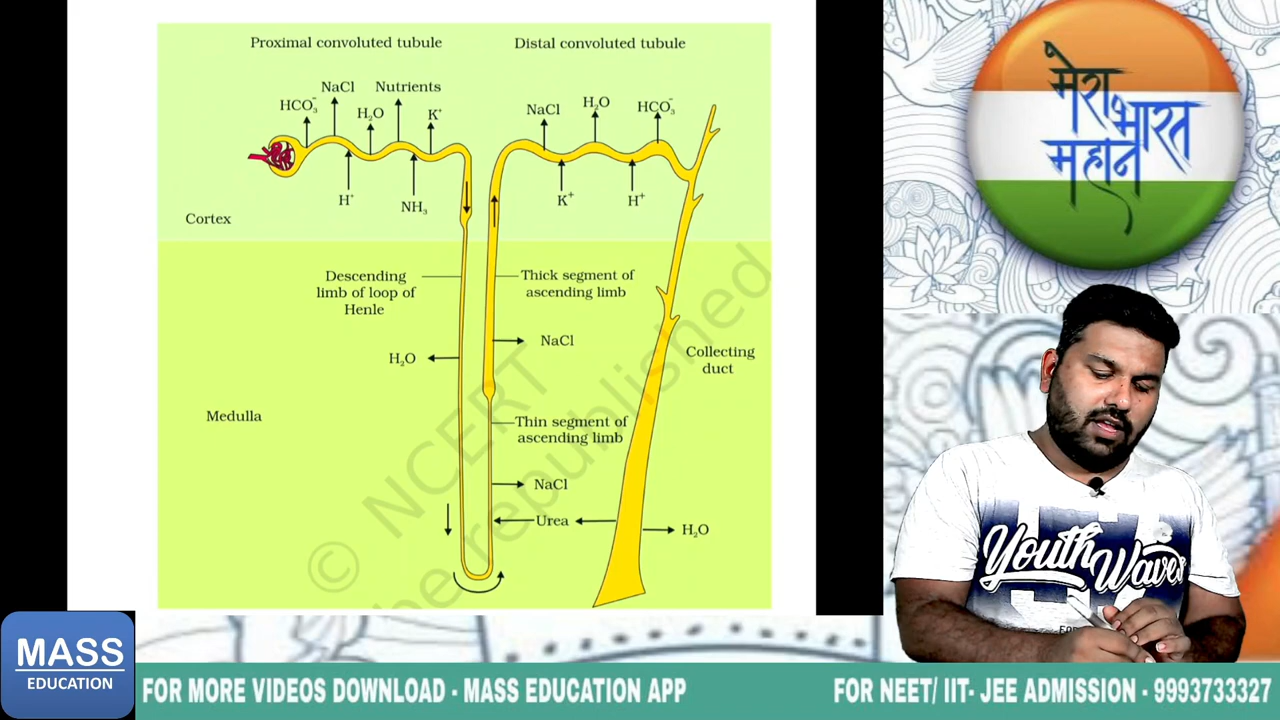 Proximal convoluted tubule
Distal convoluted tubule
HCO₃⁻
NaCl
H₂O
Nutrients
K⁺
NaCl
H₂O
HCO₃⁻
H⁺
NH₃
K⁺
H⁺
Cortex
Descending
limb of loop of
Henle
Thick segment of
ascending limb
NaCl
H₂O
Collecting
duct
Medulla
Thin segment of
ascending limb
NaCl
Urea
H₂O
© NCERT
be republished
मेरा
भारत
महान
Youth
Waves
MASS
EDUCATION
FOR MORE VIDEOS DOWNLOAD - MASS EDUCATION APP
FOR NEET/ IIT- JEE ADMISSION - 9993733327